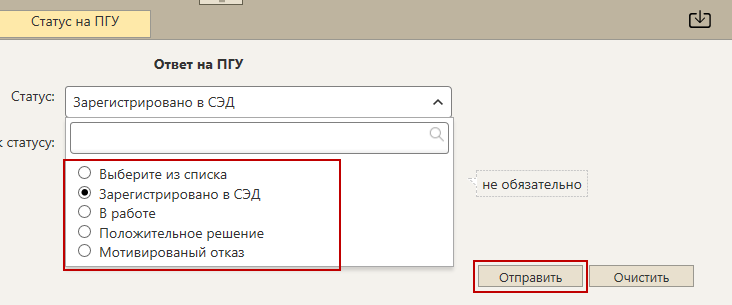 Статус на ПГУ
Ответ на ПГУ
Статус:
Зарегистрировано в СЭД
к статусу:
Выберите из списка
Зарегистрировано в СЭД
В работе
Положительное решение
Мотивированый отказ
не обязательно
Отправить
Очистить